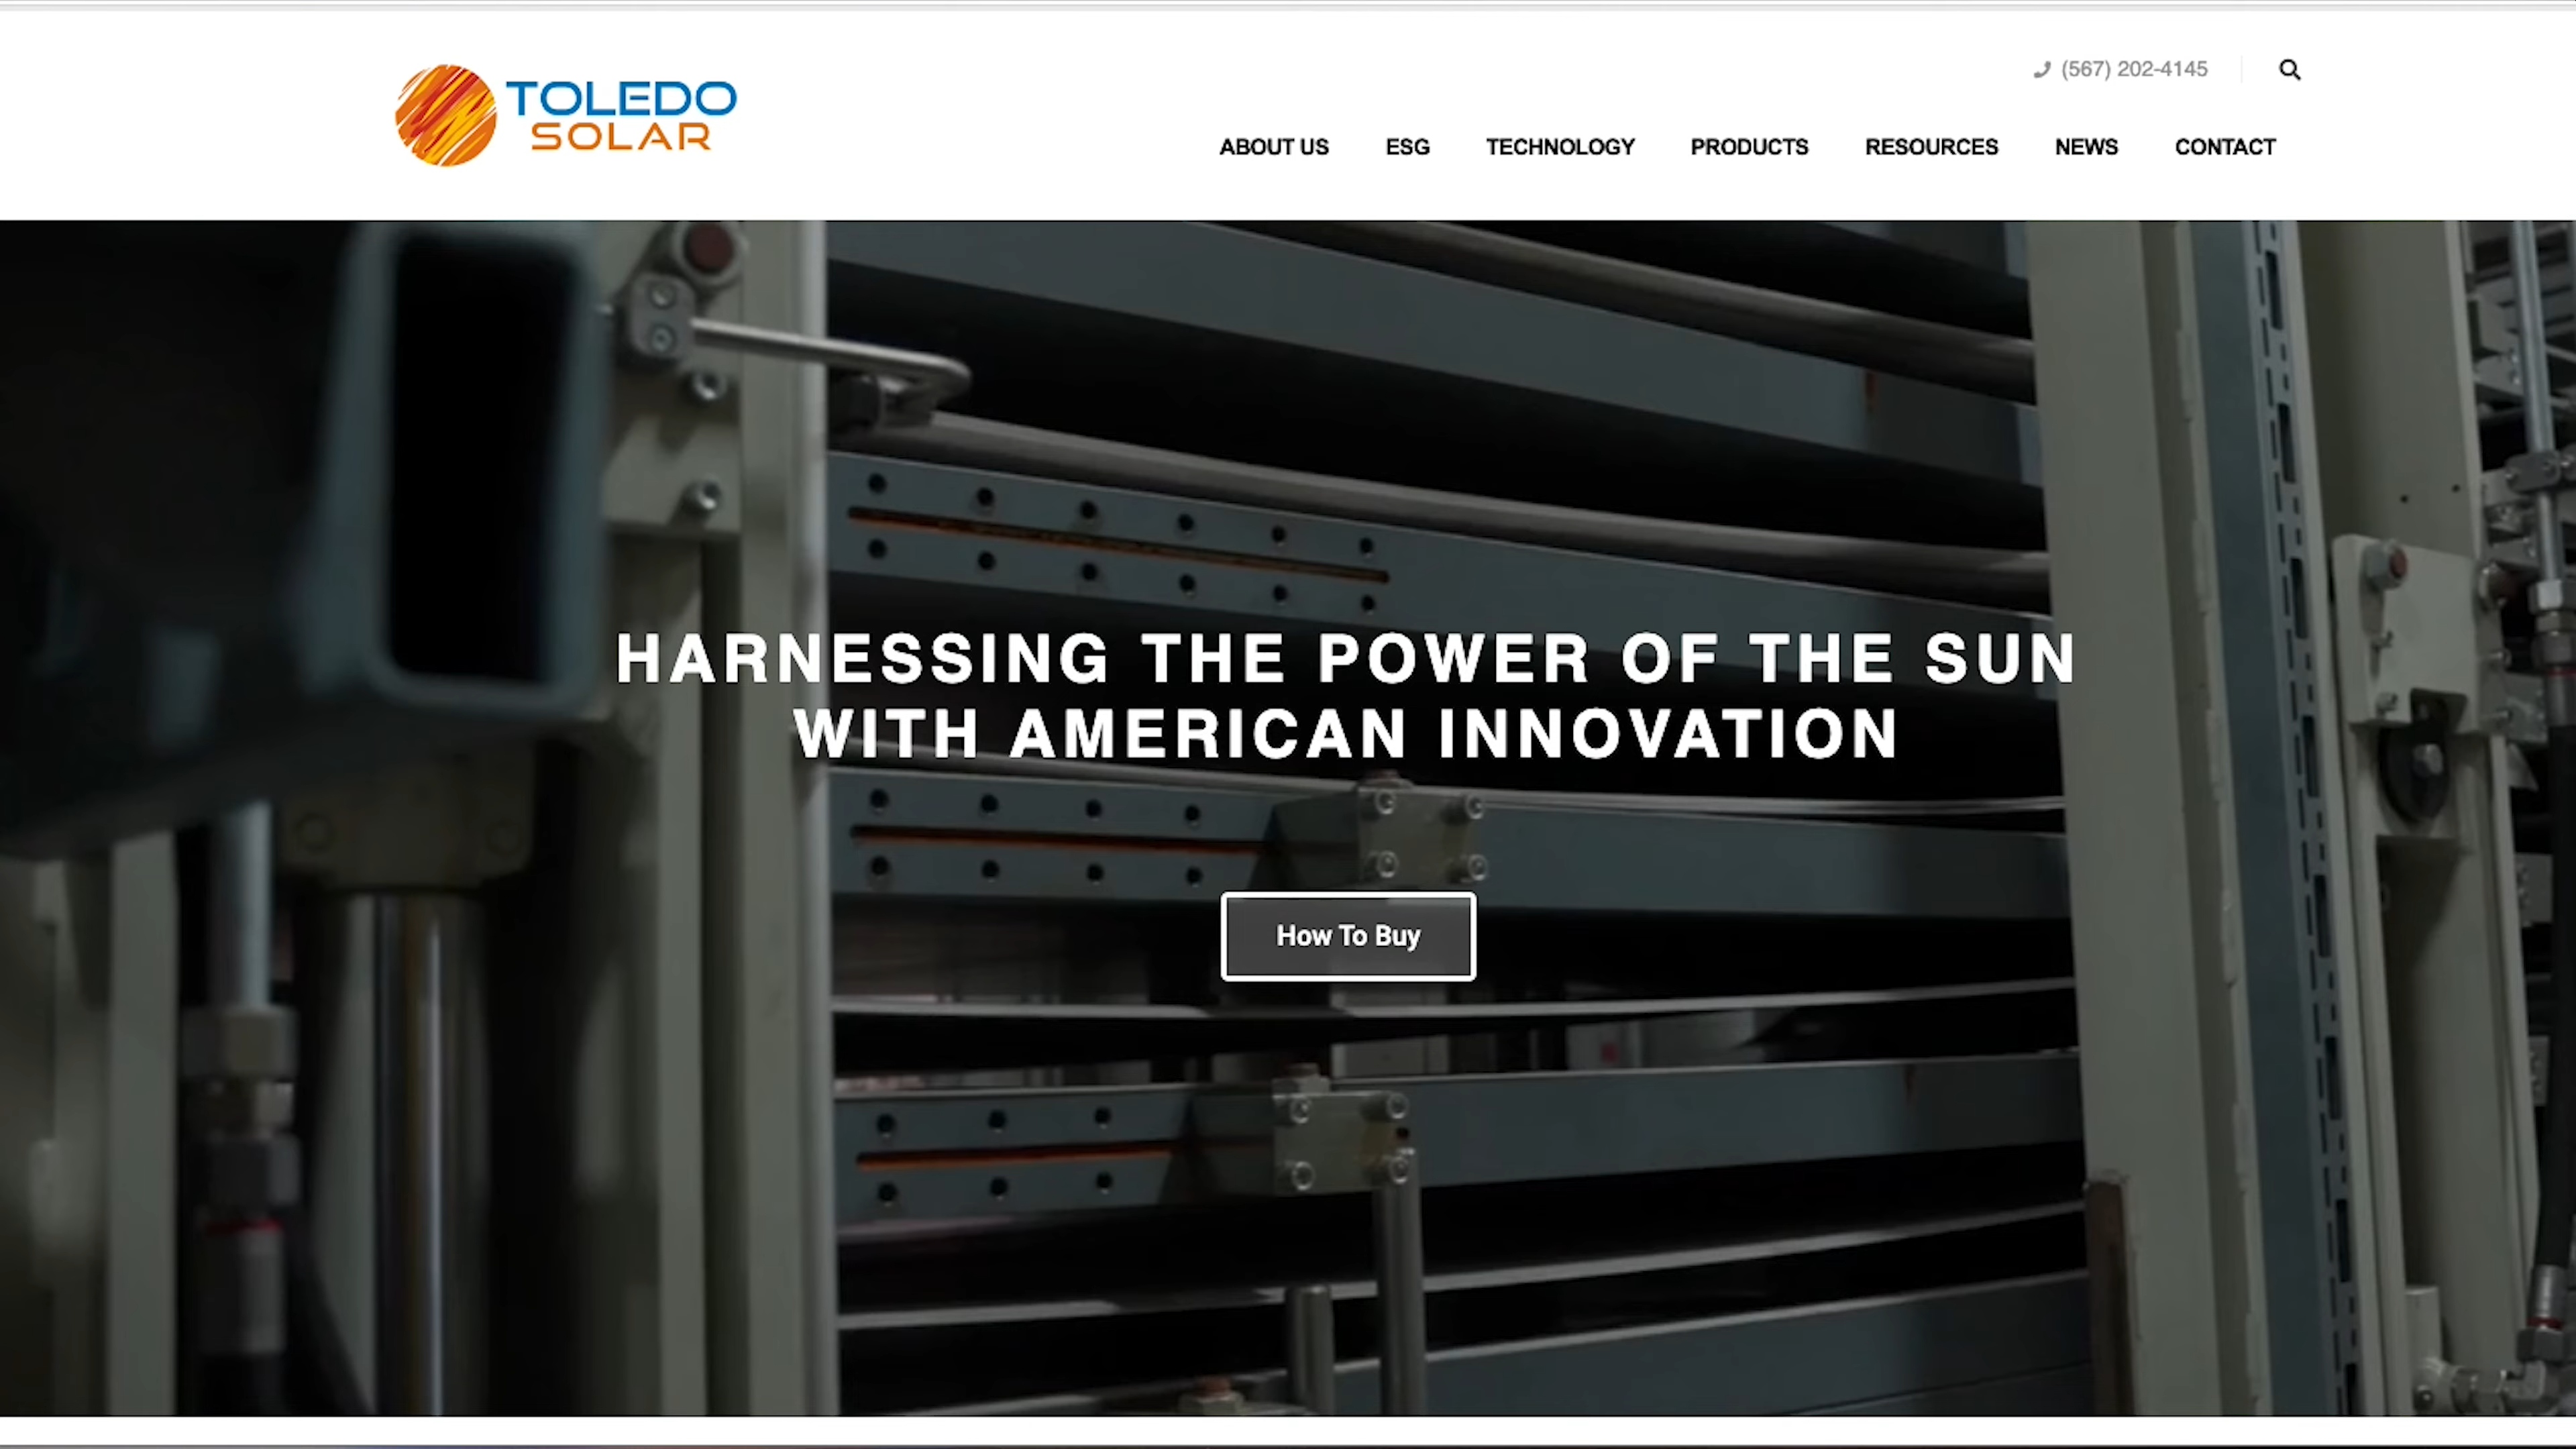 TOLEDO
SOLAR
(567) 202-4145
ABOUT US ESG TECHNOLOGY PRODUCTS RESOURCES NEWS CONTACT
HARNESSING THE POWER OF THE SUN
WITH AMERICAN INNOVATION
How To Buy